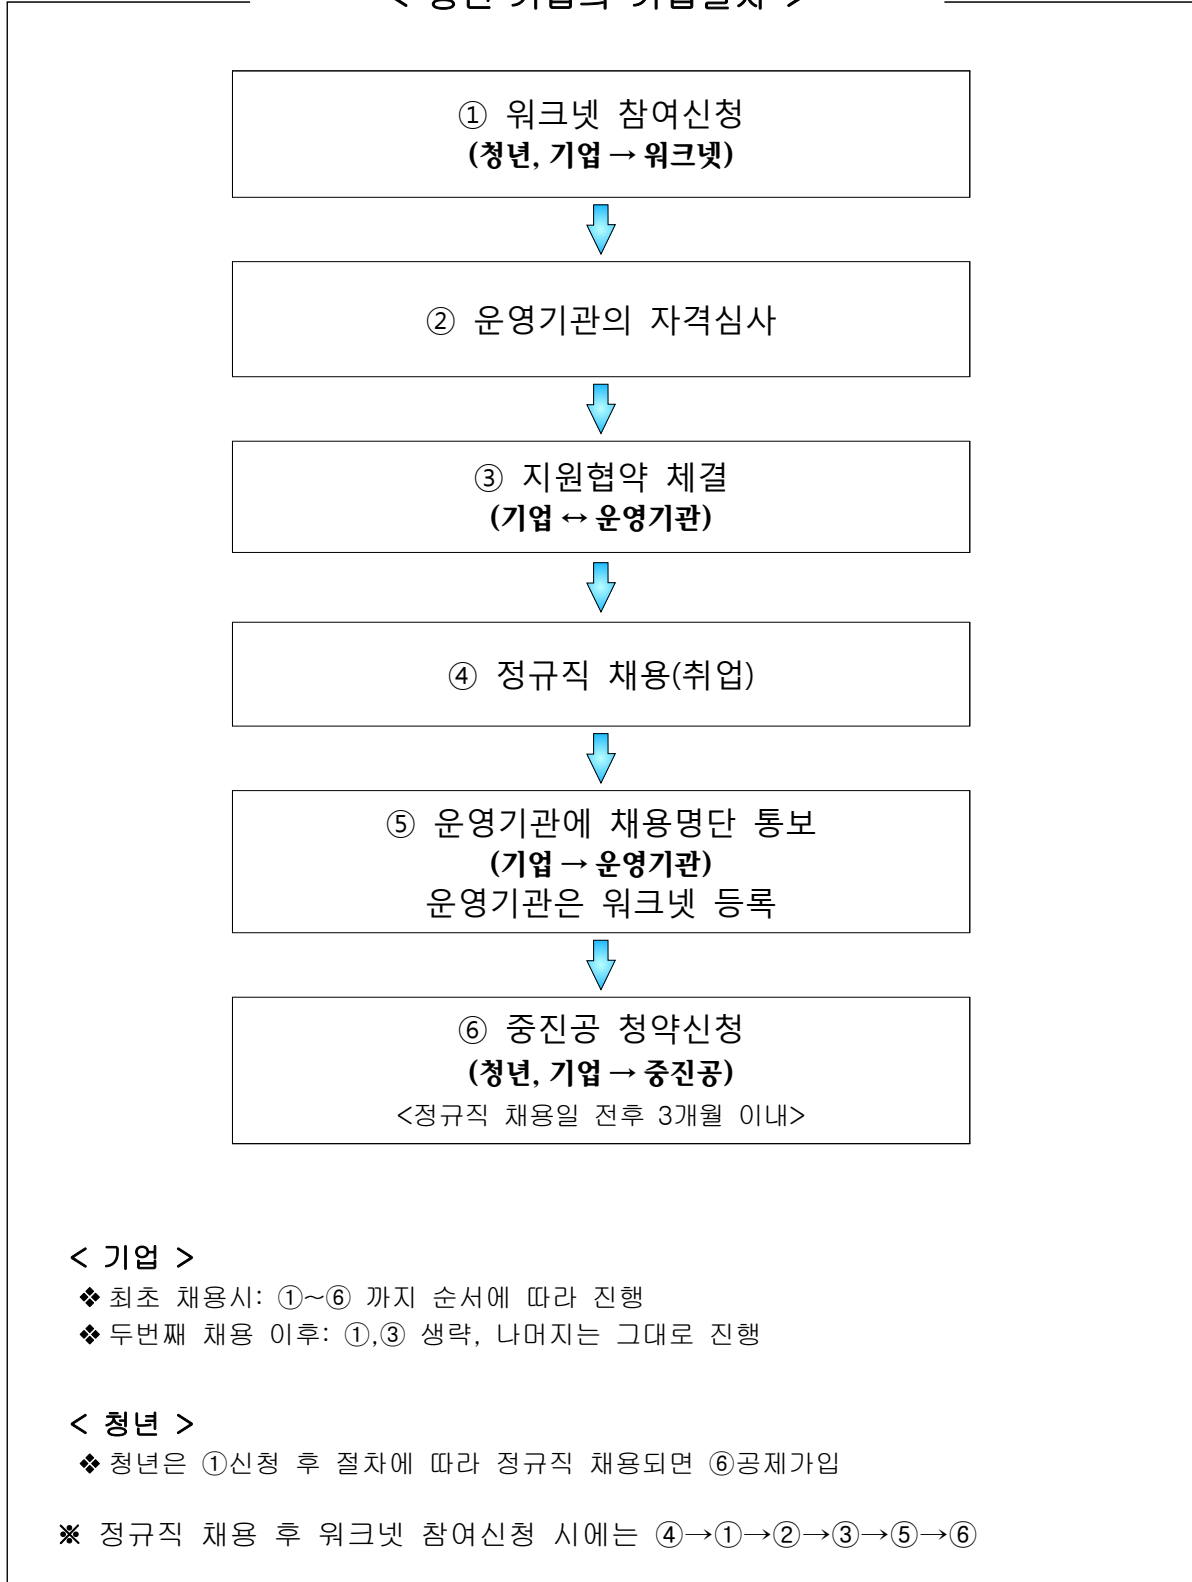 ① 워크넷 참여신청
(청년, 기업 → 워크넷)
② 운영기관의 자격심사
③ 지원협약 체결
(기업 ↔ 운영기관)
④ 정규직 채용(취업)
⑤ 운영기관에 채용명단 통보
(기업 → 운영기관)
운영기관은 워크넷 등록
⑥ 중진공 청약신청
(청년, 기업 → 중진공)
<정규직 채용일 전후 3개월 이내>
< 기업 >
❖ 최초 채용시: ①~⑥ 까지 순서에 따라 진행
❖ 두번째 채용 이후: ①,③ 생략, 나머지는 그대로 진행
< 청년 >
❖ 청년은 ①신청 후 절차에 따라 정규직 채용되면 ⑥공제가입
※ 정규직 채용 후 워크넷 참여신청 시에는 ④→①→②→③→⑤→⑥